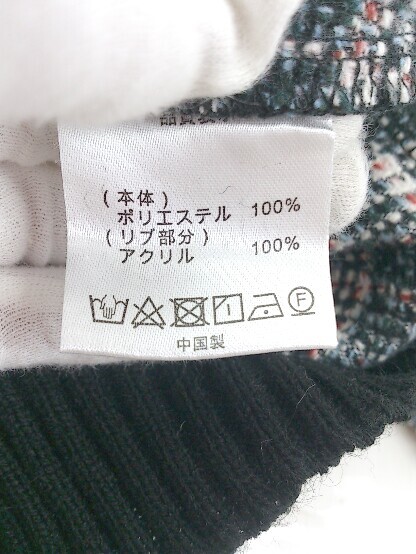 (本体)
ポリエステル 100%
(リブ部分)
アクリル 100%
F
中国製